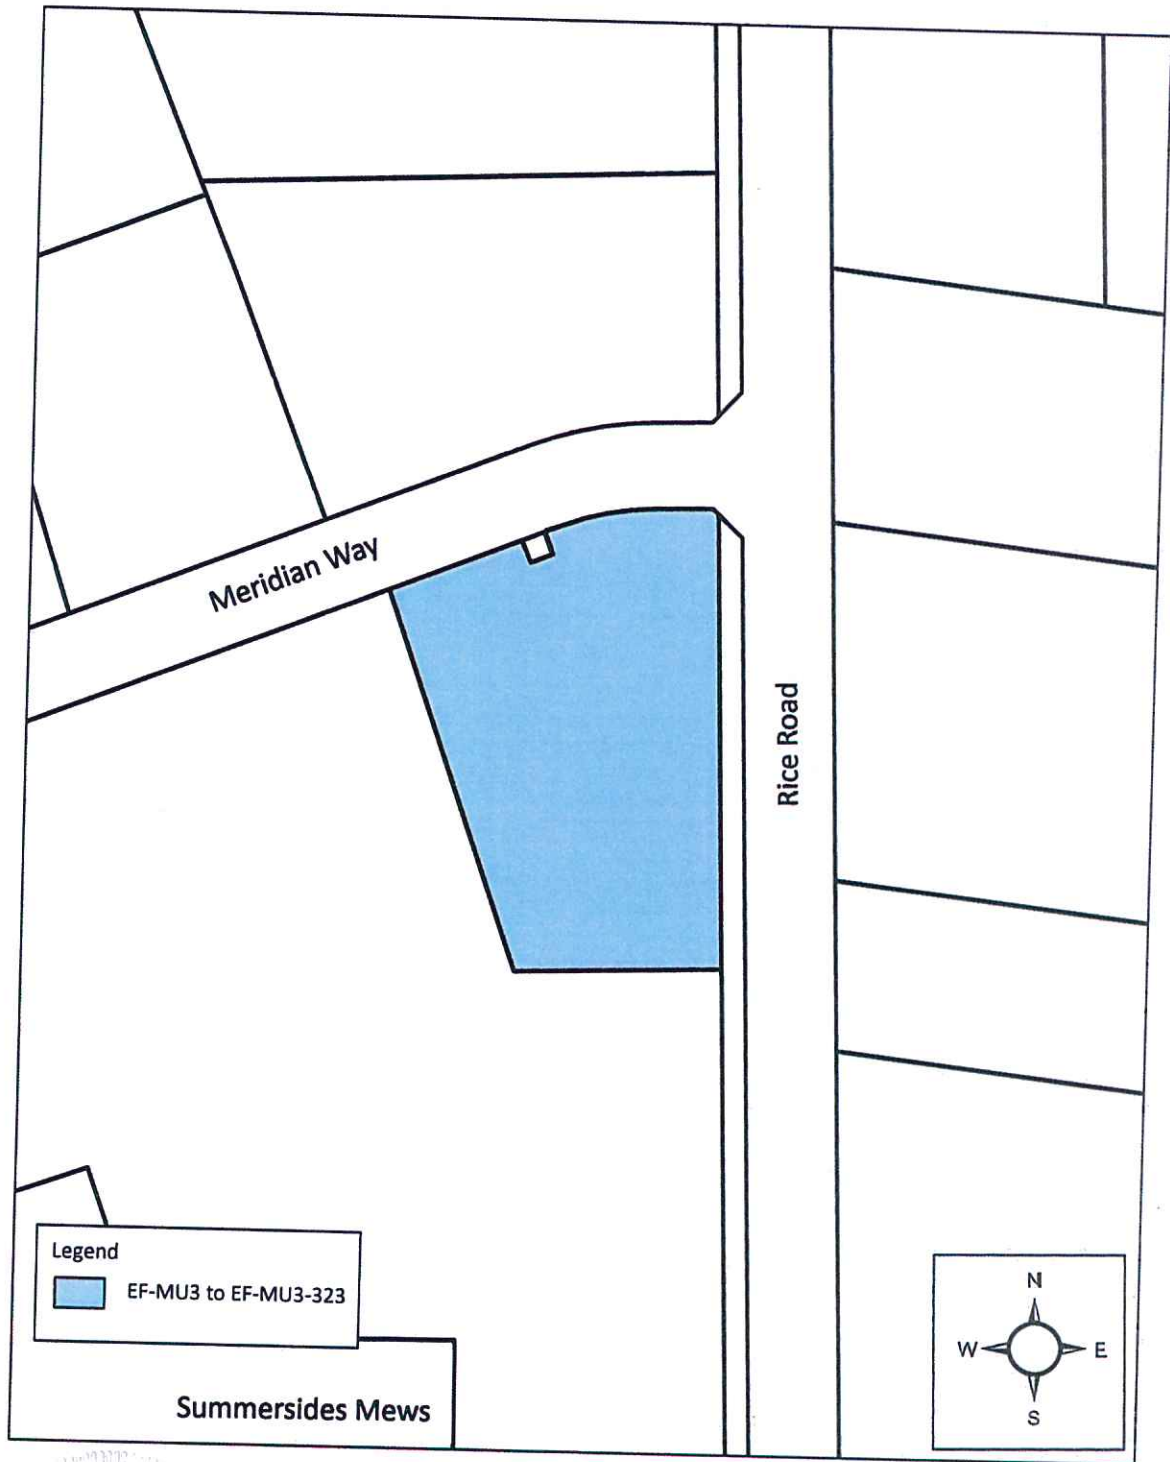 Meridian Way
Rice Road
Legend
EF-MU3 to EF-MU3-323
Summersides Mews
N
W
E
S